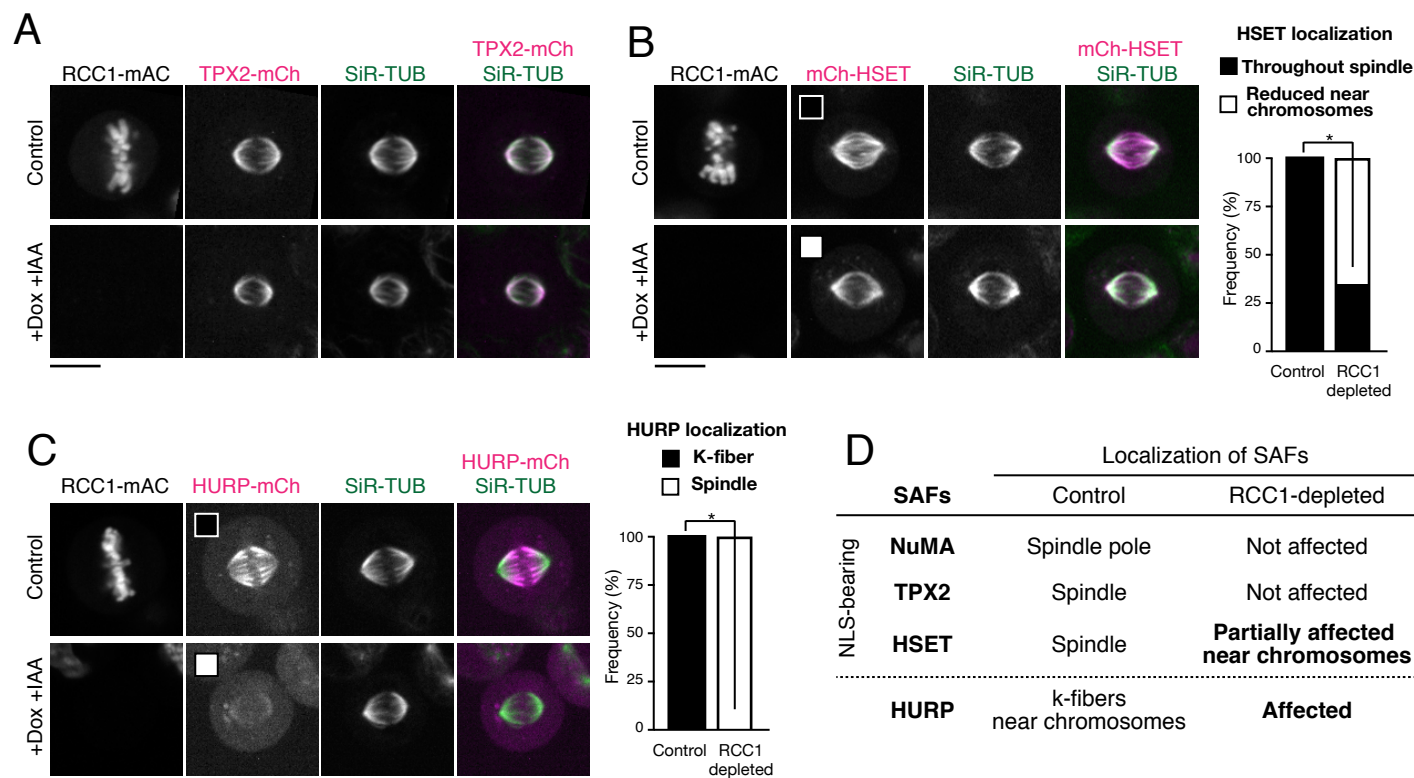 A
RCC1-mAC
TPX2-mCh
SiR-TUB
TPX2-mCh
SiR-TUB
Control
+Dox +IAA
B
RCC1-mAC
mCh-HSET
SiR-TUB
mCh-HSET
SiR-TUB
Control
+Dox +IAA
HSET localization
Throughout spindle
Reduced near
chromosomes
*
Frequency (%)
100
75
50
25
0
Control
RCC1
depleted
C
RCC1-mAC
HURP-mCh
SiR-TUB
HURP-mCh
SiR-TUB
Control
+Dox +IAA
HURP localization
K-fiber
Spindle
*
Frequency (%)
100
75
50
25
0
Control
RCC1
depleted
D
Localization of SAFs
SAFs Control RCC1-depleted
NLS-bearing
NuMA Spindle pole Not affected
TPX2 Spindle Not affected
HSET Spindle Partially affected
near chromosomes
HURP k-fibers
near chromosomes Affected